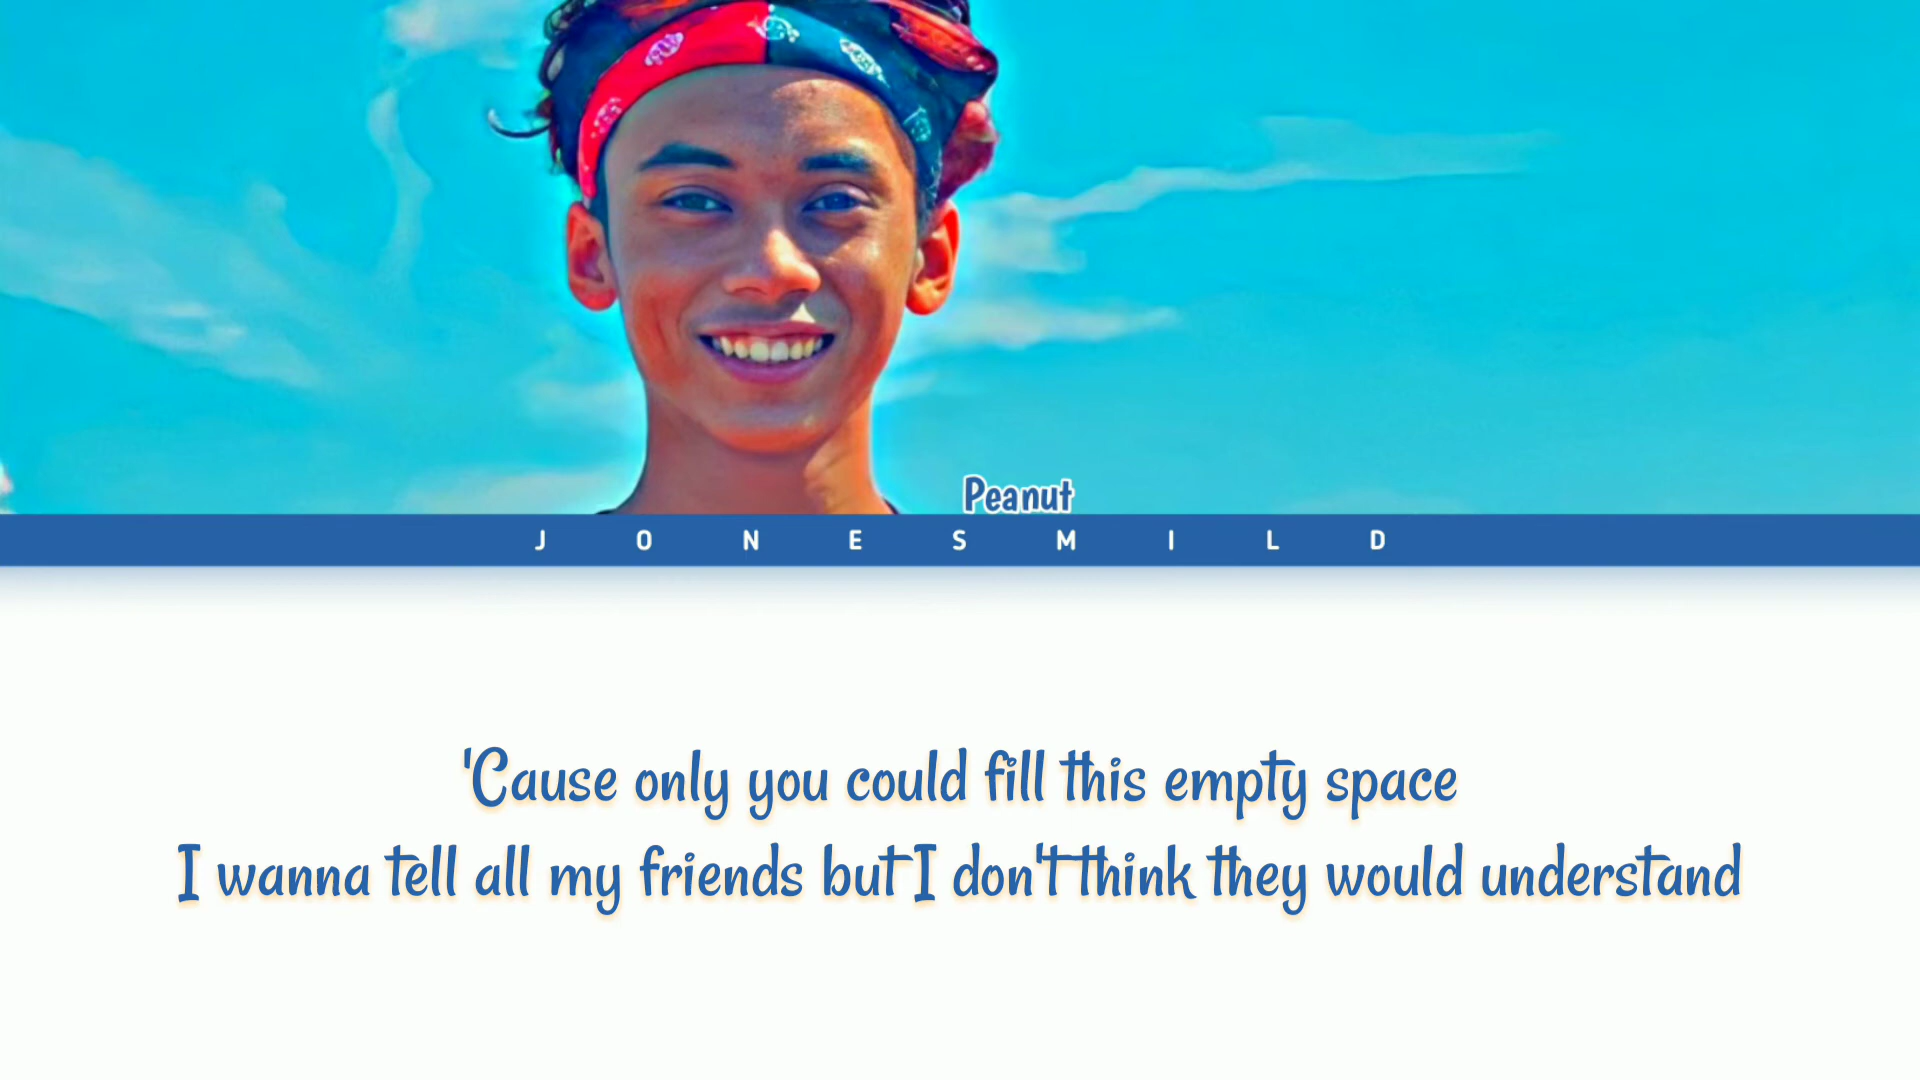 Peanut
JONESMILD
'Cause only you could fill this empty space
I wanna tell all my friends but I don't think they would understand